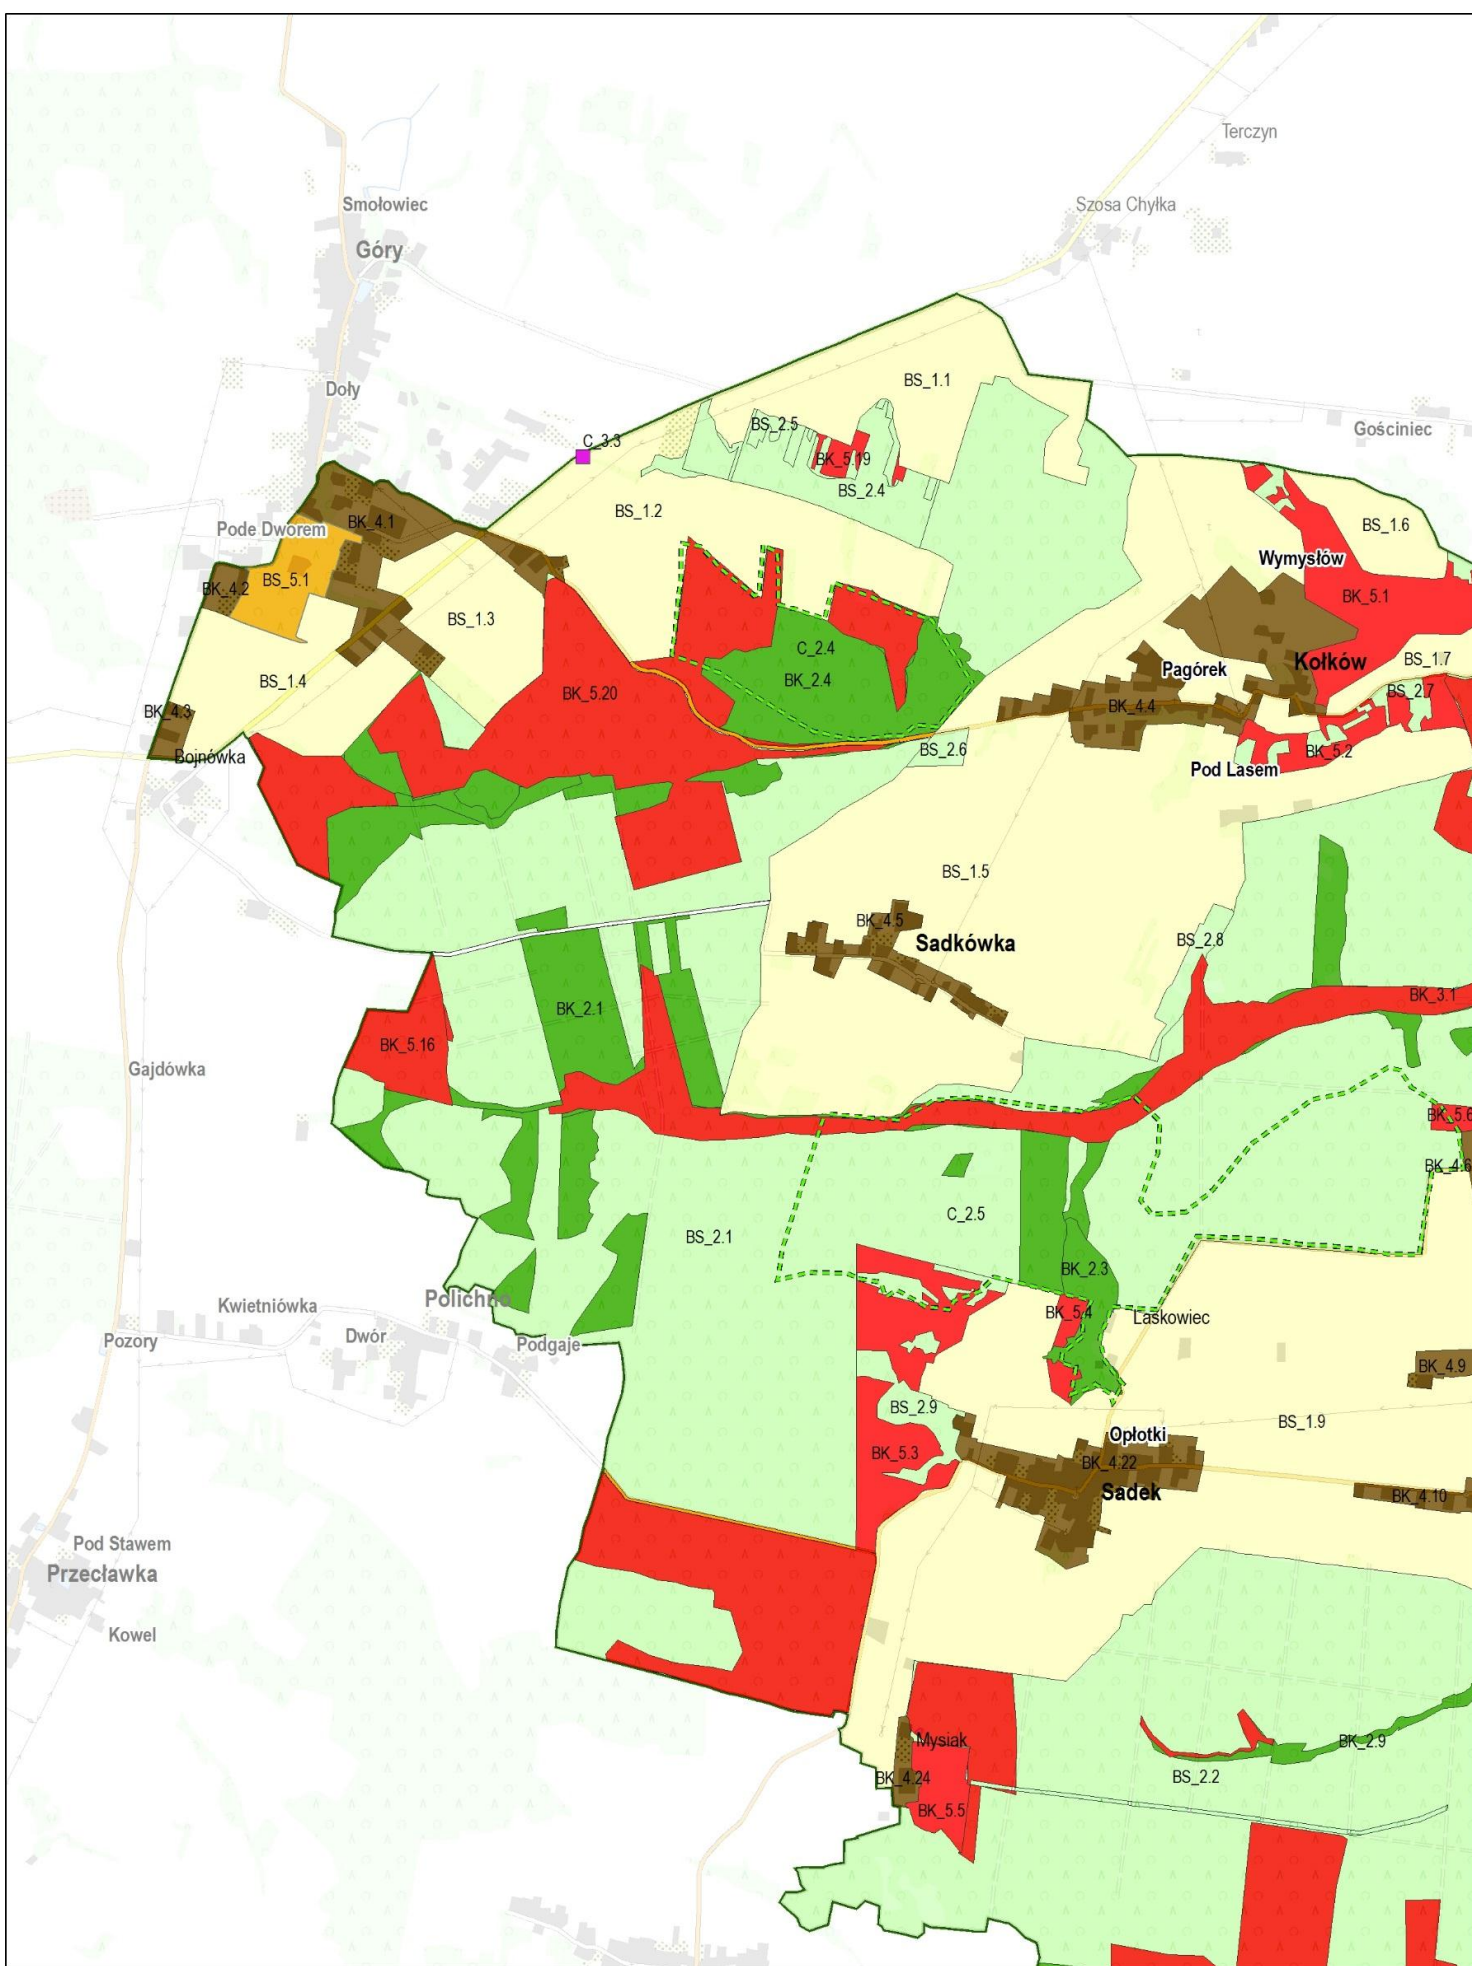 Terczyn
Smołowiec
Szosa Chyłka
Góry
BS_1.1
Doły
BS_2.5
Gościniec
C_3.3
BK_5.19
BS_2.4
BS_1.2
BK_4.1
Pode Dworem
BS_1.6
Wymysłów
BS_5.1
BK_4.2
BK_5.1
BS_1.3
C_2.4
Kołków
BS_1.7
Pagórek
BK_2.4
BS_1.4
BK_5.20
BS_2.7
BK_4.4
BK_4.3
BS_2.6
BK_5.2
Bojnówka
Pod Lasem
BS_1.5
BK_4.5
Sadkówka
BS_2.8
BK_3.1
BK_2.1
BK_5.16
Gajdówka
BK_5.6
BK_4.6
C_2.5
BS_2.1
BK_2.3
Polichno
Kwietniówka
BK_5.4
Laskowiec
Dwór
Pozory
Podgaje
BK_4.9
BS_2.9
BS_1.9
Opłotki
BK_5.3
BK_4.22
Sadek
BK_4.10
Pod Stawem
Przecławka
Kowel
Mysiak
BK_2.9
BK_4.24
BS_2.2
BK_5.5